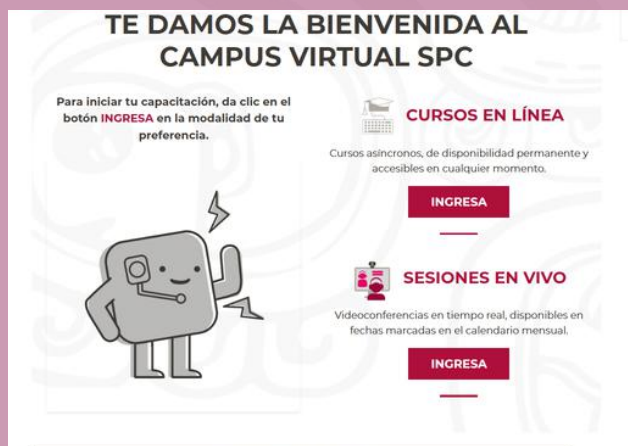 TE DAMOS LA BIENVENIDA AL
CAMPUS VIRTUAL SPC
Para iniciar tu capacitación, da clic en el
botón INGRESA en la modalidad de tu
preferencia.
CURSOS EN LÍNEA
Cursos asíncronos, de disponibilidad permanente y
accesibles en cualquier momento.
INGRESA
SESIONES EN VIVO
Videoconferencias en tiempo real, disponibles en
fechas marcadas en el calendario mensual.
INGRESA